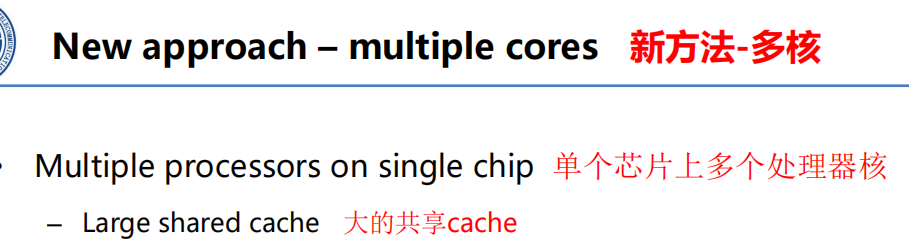 New approach – multiple cores 新方法-多核
• Multiple processors on single chip 单个芯片上多个处理器核
– Large shared cache 大的共享cache